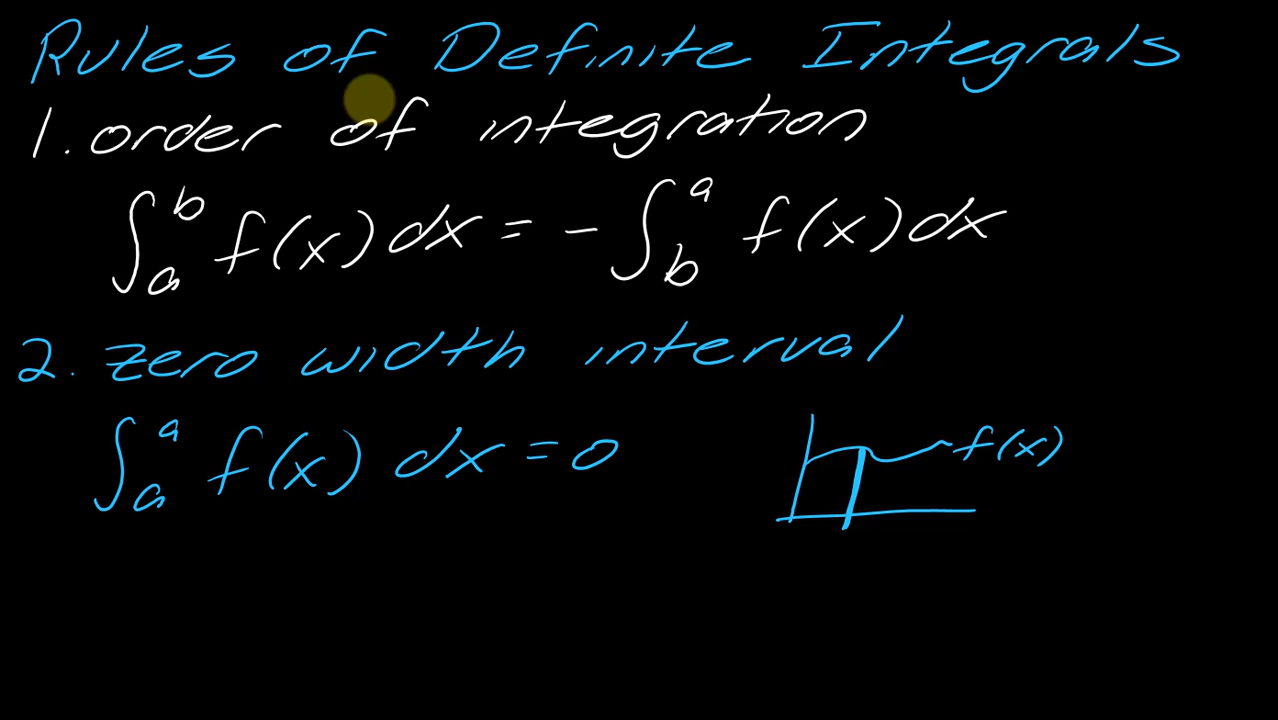 Rules of Definite Integrals
1. order of integration
∫_a^b f(x) dx = - ∫_b^a f(x) dx
2. zero width interval
∫_a^a f(x) dx = 0
f(x)